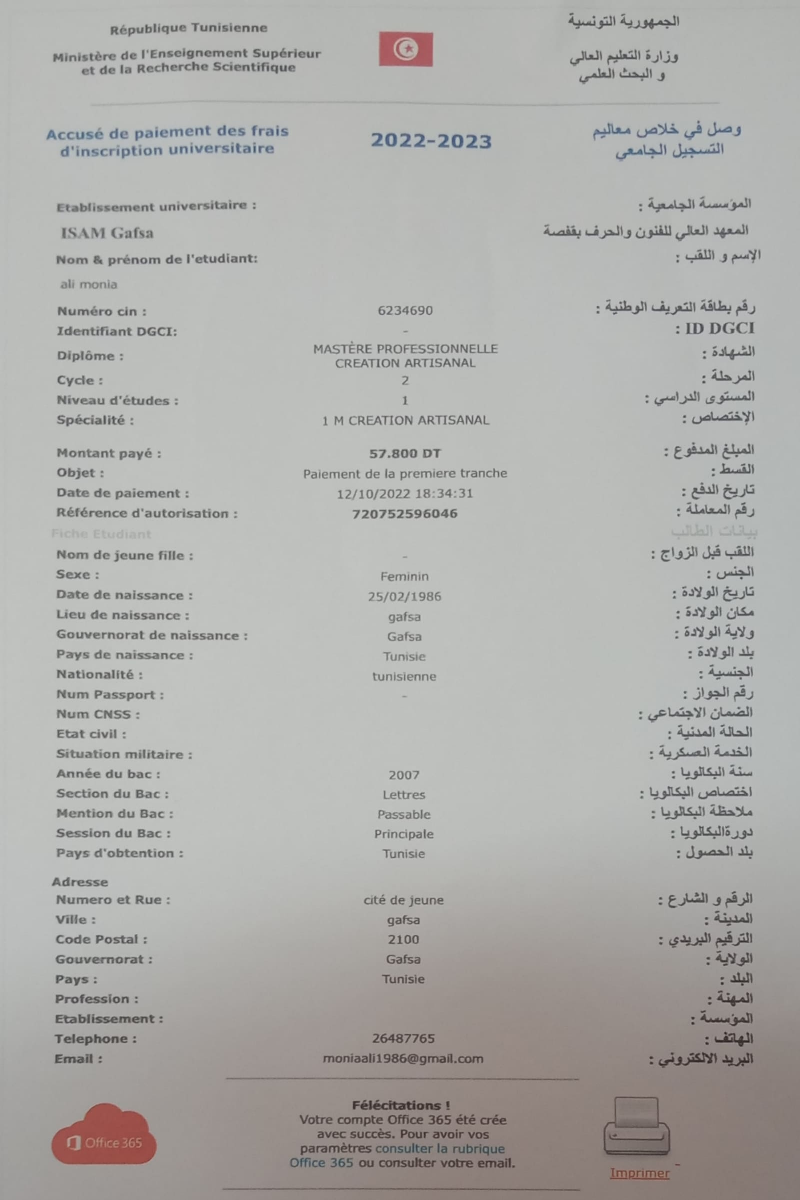 République Tunisienne
الجمهورية التونسية
Ministère de l'Enseignement Supérieur
et de la Recherche Scientifique
وزارة التعليم العالي
و البحث العلمي
Accusé de paiement des frais
d'inscription universitaire
2022-2023
وصل في خلاص معاليم
التسجيل الجامعي
Etablissement universitaire :
المؤسسة الجامعية :
ISAM Gafsa
المعهد العالي للفنون والحرف بقفصة
Nom & prénom de l'etudiant:
الإسم و اللقب :
ali monia
Numéro cin : 6234690 رقم بطاقة التعريف الوطنية :
Identifiant DGCI: - ID DGCI :
Diplôme : MASTÈRE PROFESSIONNELLE
CREATION ARTISANAL الشهادة :
Cycle : 2 المرحلة :
Niveau d'études : 1 المستوى الدراسي :
Spécialité : 1 M CREATION ARTISANAL الإختصاص :
Montant payé : 57.800 DT المبلغ المدفوع :
Objet : Paiement de la premiere tranche القسط :
Date de paiement : 12/10/2022 18:34:31 تاريخ الدفع :
Référence d'autorisation : 720752596046 رقم المعاملة :
Fiche Etudiant بيانات الطالب
Nom de jeune fille : - اللقب قبل الزواج :
Sexe : Feminin الجنس :
Date de naissance : 25/02/1986 تاريخ الولادة :
Lieu de naissance : gafsa مكان الولادة :
Gouvernorat de naissance : Gafsa ولاية الولادة :
Pays de naissance : Tunisie بلد الولادة :
Nationalité : tunisienne الجنسية :
Num Passport : - رقم الجواز :
Num CNSS : الضمان الاجتماعي :
Etat civil : الحالة المدنية :
Situation militaire : الخدمة العسكرية :
Année du bac : 2007 سنة البكالويا :
Section du Bac : Lettres اختصاص البكالويا :
Mention du Bac : Passable ملاحظة البكالويا :
Session du Bac : Principale دورةالبكالويا :
Pays d'obtention : Tunisie بلد الحصول :
Adresse
Numero et Rue : cité de jeune الرقم و الشارع :
Ville : gafsa المدينة :
Code Postal : 2100 الترقيم البريدي :
Gouvernorat : Gafsa الولاية :
Pays : Tunisie البلد :
Profession : المهنة :
Etablissement : المؤسسة :
Telephone : 26487765 الهاتف :
Email : moniaali1986@gmail.com البريد الالكتروني :
Office 365
Félécitations !
Votre compte Office 365 été crée
avec succès. Pour avoir vos
paramètres consulter la rubrique
Office 365 ou consulter votre email.
Imprimer